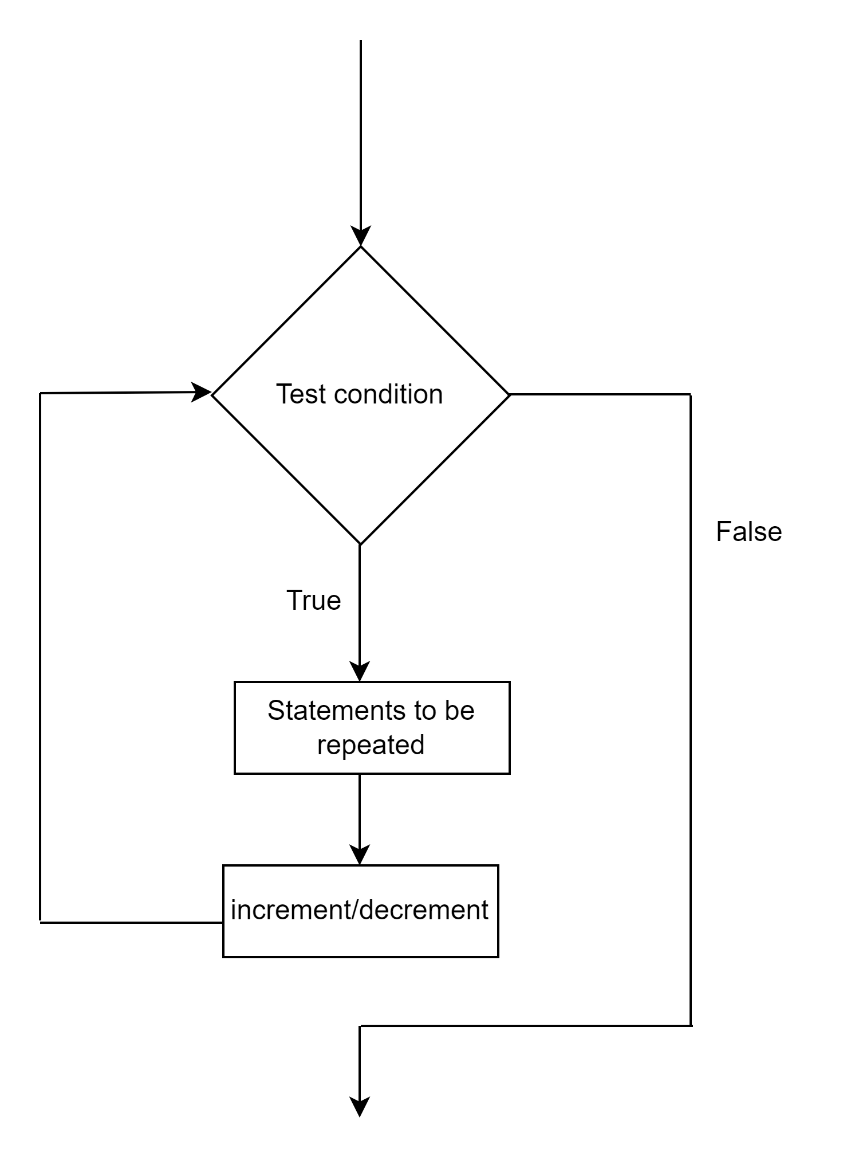 Test condition
False
True
Statements to be
repeated
increment/decrement